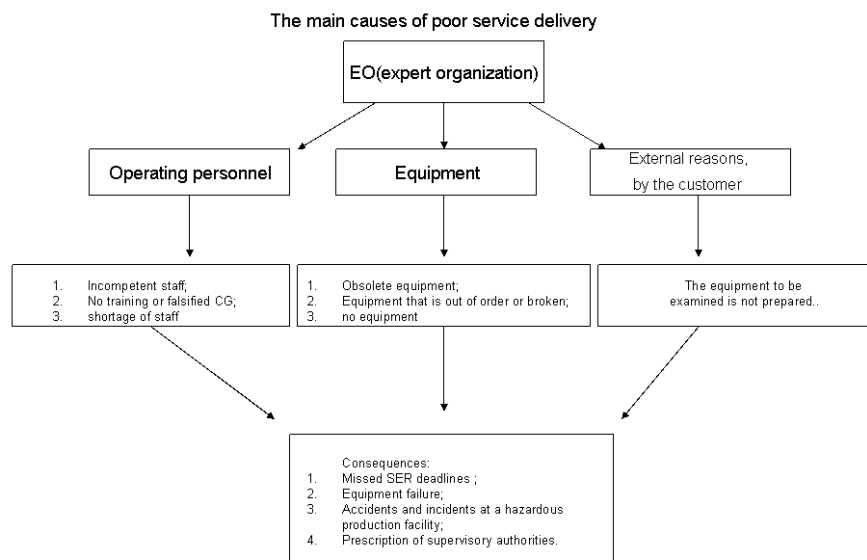 The main causes of poor service delivery
EO(expert organization)
Operating personnel
Equipment
External reasons,
by the customer
1. Incompetent staff;
2. No training or falsified CG;
3. shortage of staff
1. Obsolete equipment;
2. Equipment that is out of order or broken;
3. no equipment
The equipment to be
examined is not prepared..
Consequences:
1. Missed SER deadlines ;
2. Equipment failure;
3. Accidents and incidents at a hazardous
production facility;
4. Prescription of supervisory authorities.